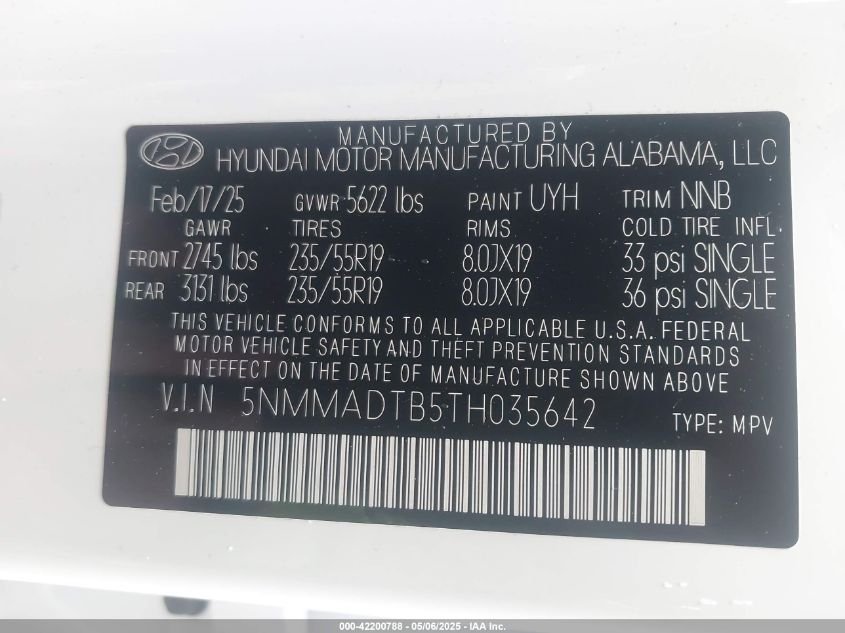 MANUFACTURED BY
HYUNDAI MOTOR MANUFACTURING ALABAMA, LLC
Feb/17/25 GVWR 5622 lbs PAINT UYH TRIM NNB
GAWR TIRES RIMS COLD TIRE INFL.
FRONT 2745 lbs 235/55R19 8.0JX19 33 psi SINGLE
REAR 3131 lbs 235/55R19 8.0JX19 36 psi SINGLE
THIS VEHICLE CONFORMS TO ALL APPLICABLE U.S.A. FEDERAL
MOTOR VEHICLE SAFETY AND THEFT PREVENTION STANDARDS
IN EFFECT ON THE DATE OF MANUFACTURE SHOWN ABOVE
V.I.N 5NMMADTB5TH035642 TYPE: MPV
000-42200788 - 05/06/2025 - IAA Inc.